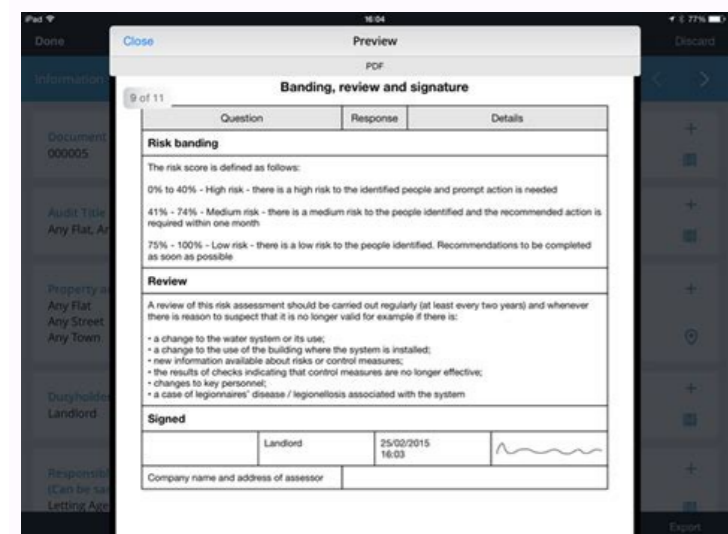 iPad 16:04 77%
Done Close Preview Discard
PDF
Information
9 of 11
Banding, review and signature
Question Response Details
Risk banding
The risk score is defined as follows:
0% to 40% - High risk - there is a high risk to the identified people and prompt action is needed
41% - 74% - Medium risk - there is a medium risk to the people identified and the recommended action is
required within one month
75% - 100% - Low risk - there is a low risk to the people identified. Recommendations to be completed
as soon as possible
Review
A review of this risk assessment should be carried out regularly (at least every two years) and whenever
there is reason to suspect that it is no longer valid for example if there is:
• a change to the water system or its use;
• a change to the use of the building where the system is installed;
• new information available about risks or control measures;
• the results of checks indicating that control measures are no longer effective;
• changes to key personnel;
• a case of legionnaires' disease / legionellosis associated with the system
Signed
Landlord 25/02/2015
16:03
Company name and address of assessor
Document
000005
Audit Title
Any Flat, Ar
Property a
Any Flat
Any Street
Any Town
Dutyholde
Landlord
Responsibl
(Can be sa
Letting Age
Export